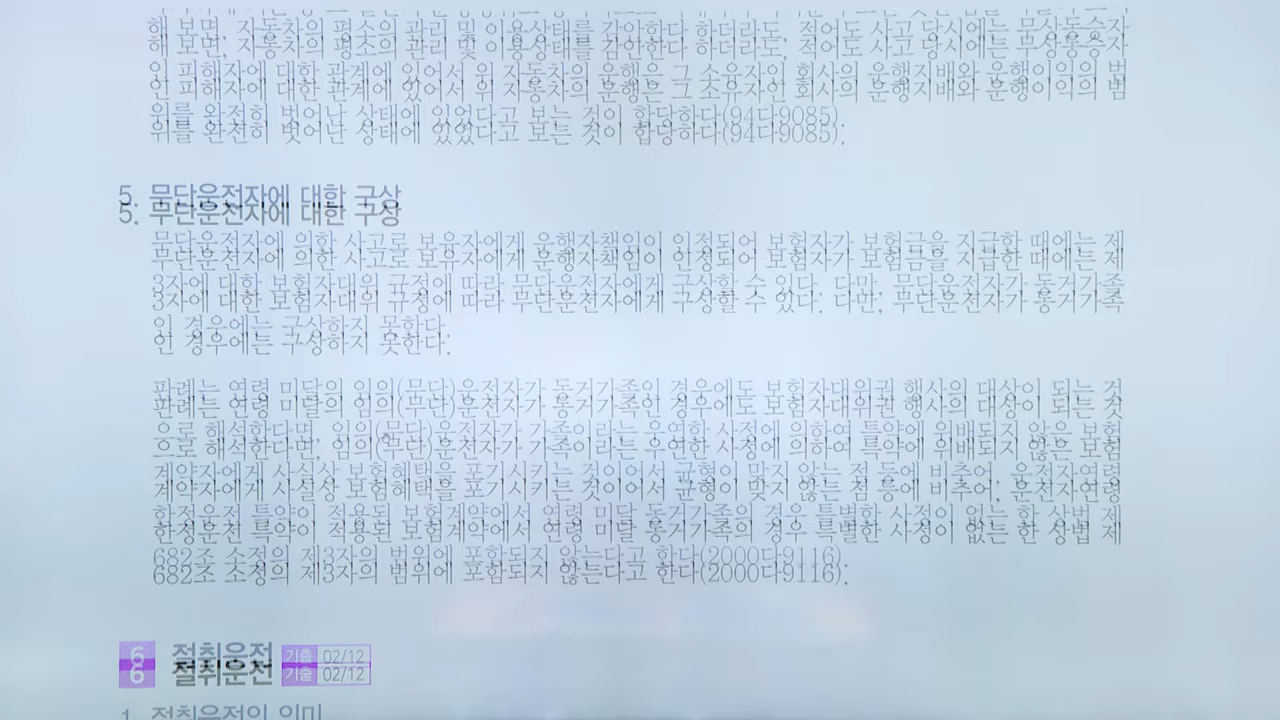 해 보면, 자동차의 평소의 관리 및 이용상태를 감안한다 하더라도, 적어도 사고 당시에는 무상동승자
인 피해자에 대한 관계에 있어서 위 자동차의 운행은 그 소유자인 회사의 운행지배와 운행이익의 범
위를 완전히 벗어난 상태에 있었다고 보는 것이 합당하다(94다9085).
5. 무단운전자에 대한 구상
무단운전자에 의한 사고로 보유자에게 운행자책임이 인정되어 보험자가 보험금을 지급한 때에는 제
3자에 대한 보험자대위 규정에 따라 무단운전자에게 구상할 수 있다. 다만, 무단운전자가 동거가족
인 경우에는 구상하지 못한다.
판례는 연령 미달의 임의(무단)운전자가 동거가족인 경우에도 보험자대위권 행사의 대상이 되는 것
으로 해석한다면, 임의(무단)운전자가 가족이라는 우연한 사정에 의하여 특약에 위배되지 않은 보험
계약자에게 사실상 보험혜택을 포기시키는 것이어서 균형이 맞지 않는 점 등에 비추어, 운전자연령
한정운전 특약이 적용된 보험계약에서 연령 미달 동거가족의 경우 특별한 사정이 없는 한 상법 제
682조 소정의 제3자의 범위에 포함되지 않는다고 한다(2000다9116).
6 절취운전 기출 02/12
1. 절취운전의 의미